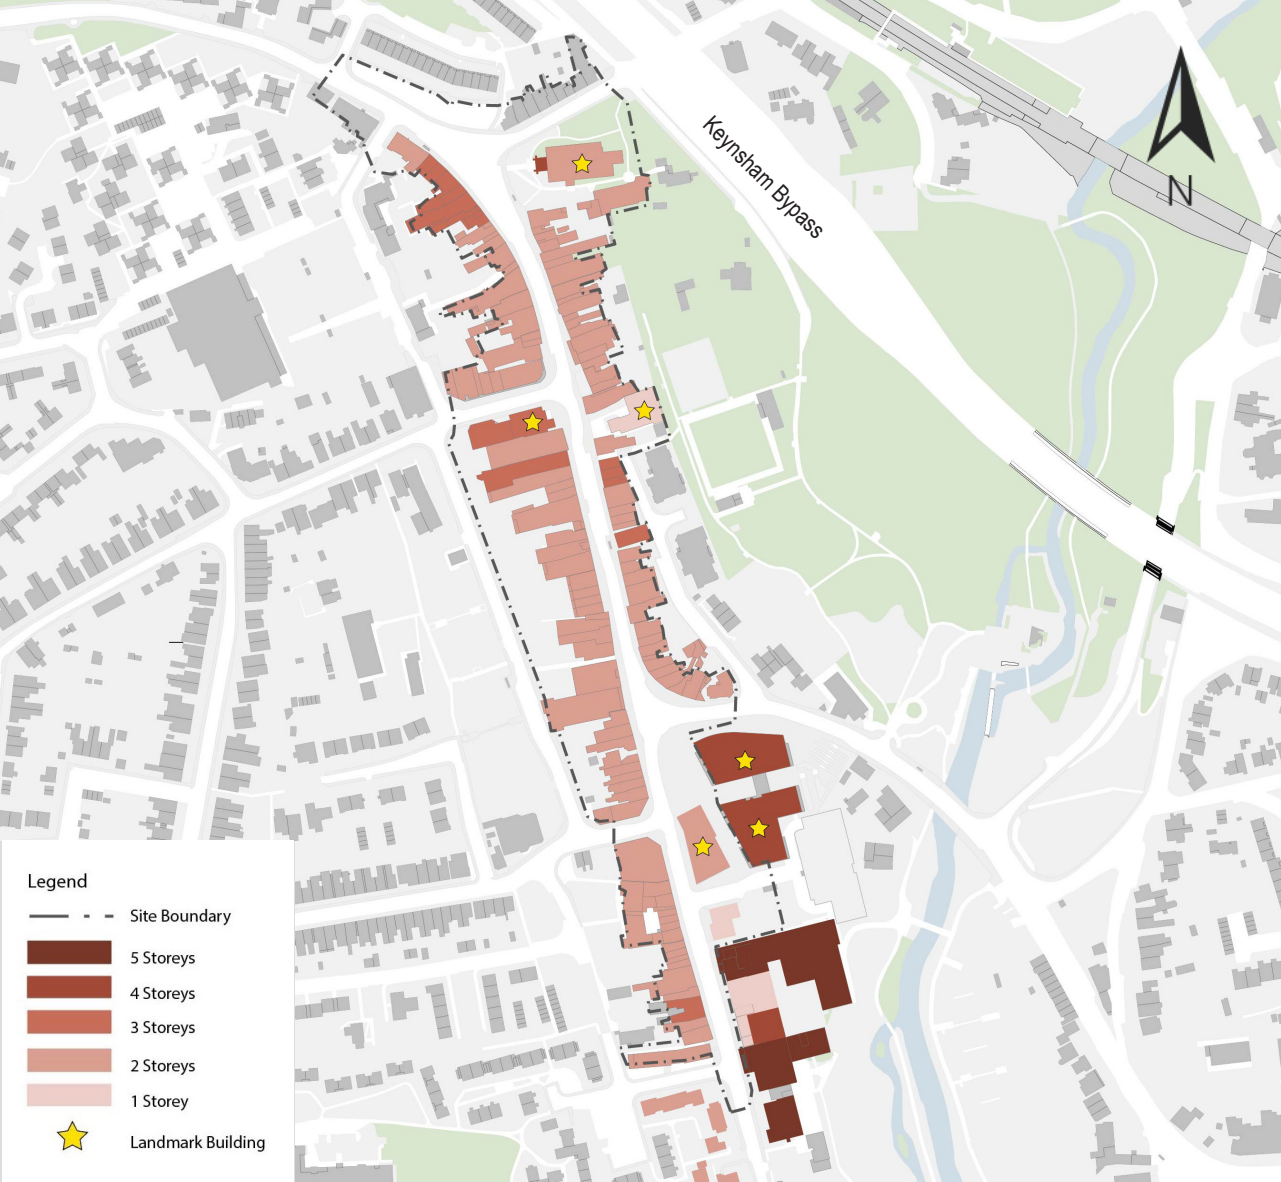 Keynsham Bypass
N
Legend
Site Boundary
5 Storeys
4 Storeys
3 Storeys
2 Storeys
1 Storey
Landmark Building